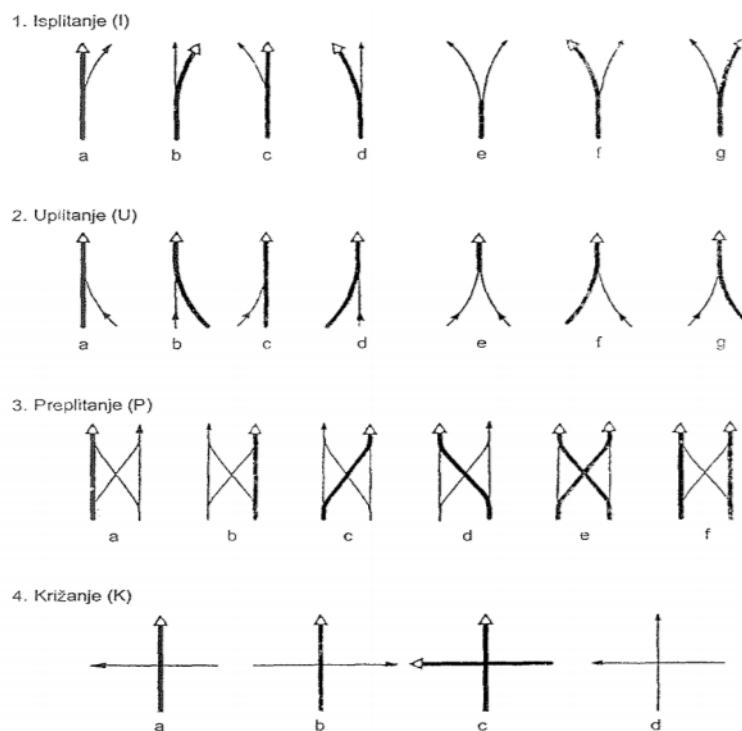 1. Isplitanje (I)
a b c d e f g
2. Uplitanje (U)
a b c d e f g
3. Preplitanje (P)
a b c d e f
4. Križanje (K)
a b c d